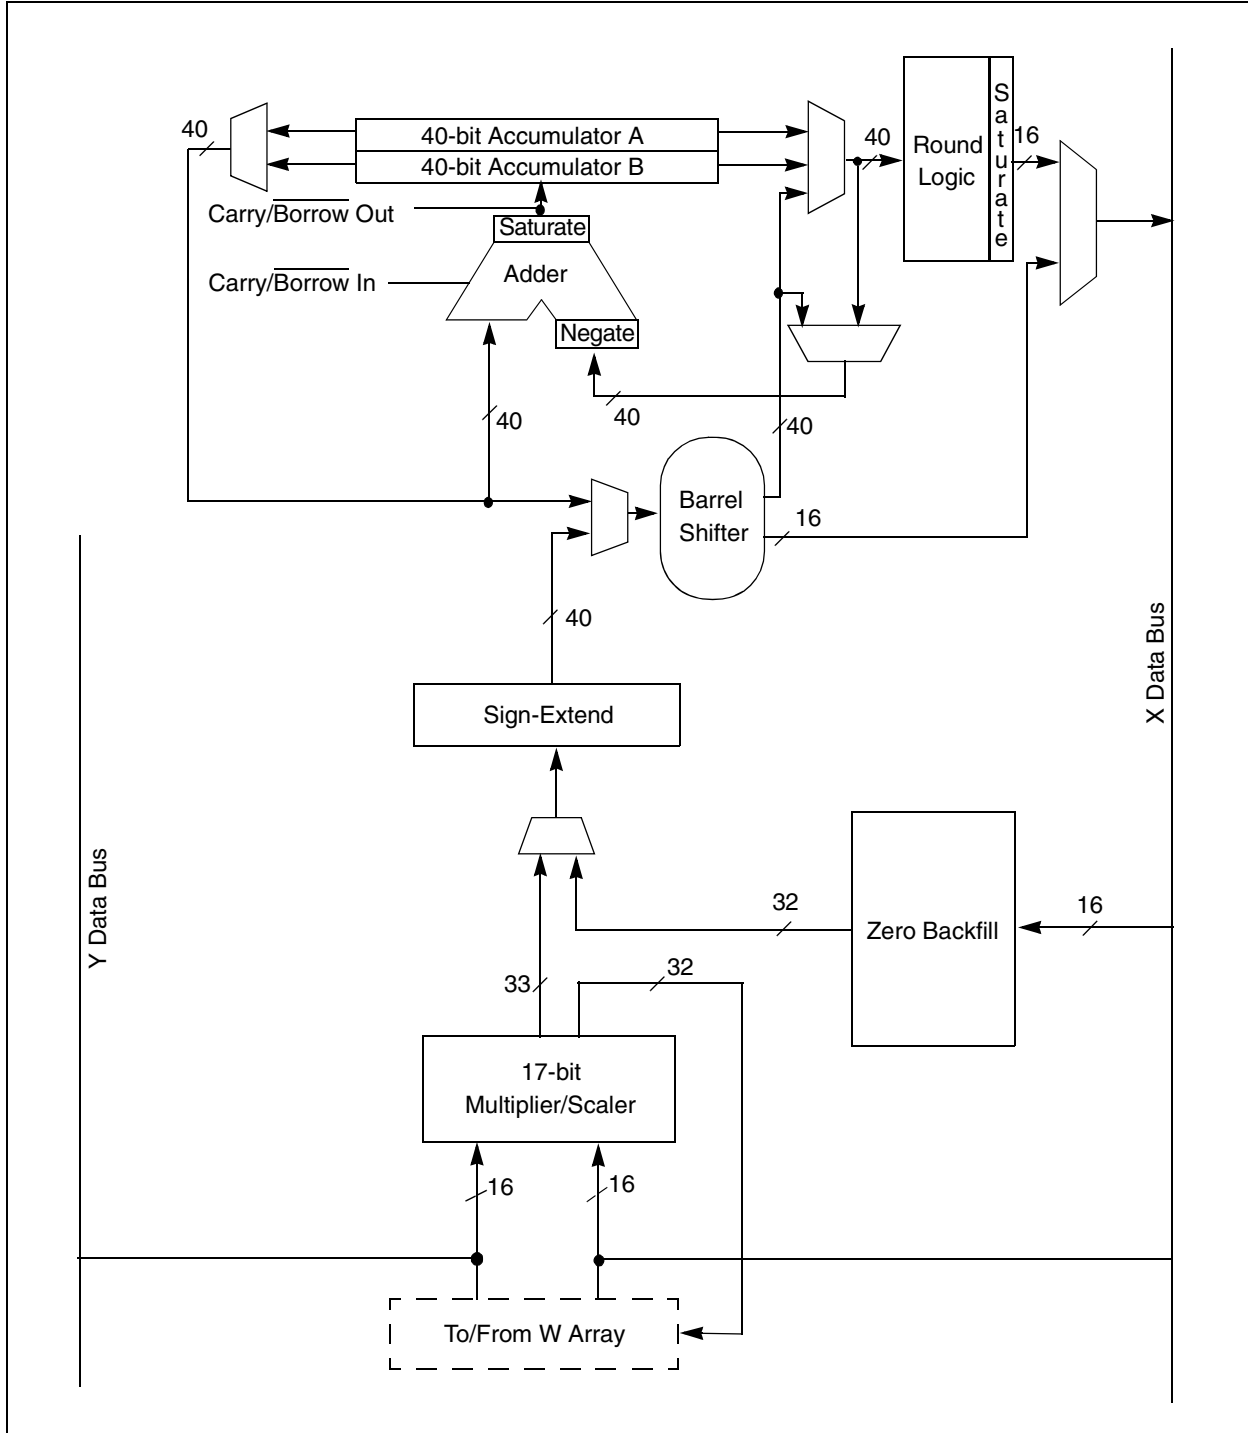 40
40-bit Accumulator A
40-bit Accumulator B
40
Round
Logic
Saturate
16
Carry/Borrow Out
Saturate
Carry/Borrow In
Adder
Negate
40
40
40
Barrel
Shifter
16
40
Sign-Extend
X Data Bus
Y Data Bus
32
Zero Backfill
16
33
32
17-bit
Multiplier/Scaler
16
16
To/From W Array